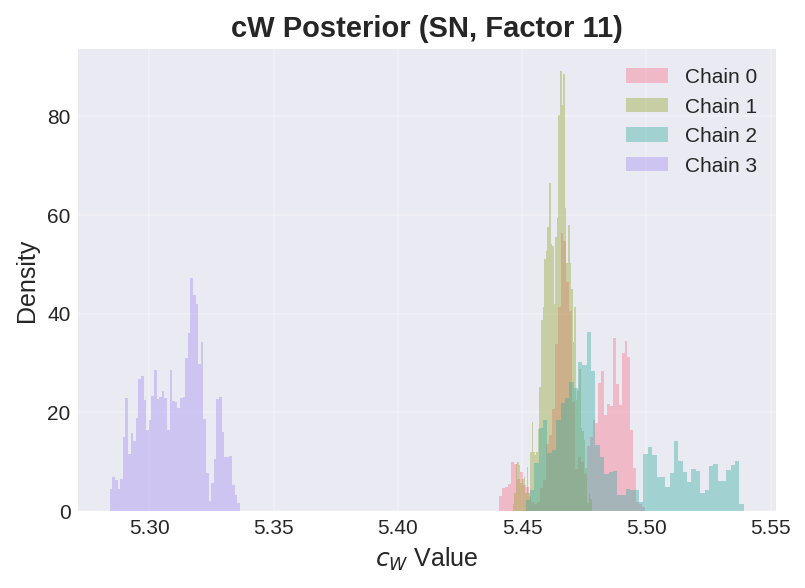 cW Posterior (SN, Factor 11)
Chain 0
Chain 1
Chain 2
Chain 3
Density
80
60
40
20
0
5.30 5.35 5.40 5.45 5.50 5.55
c_W Value